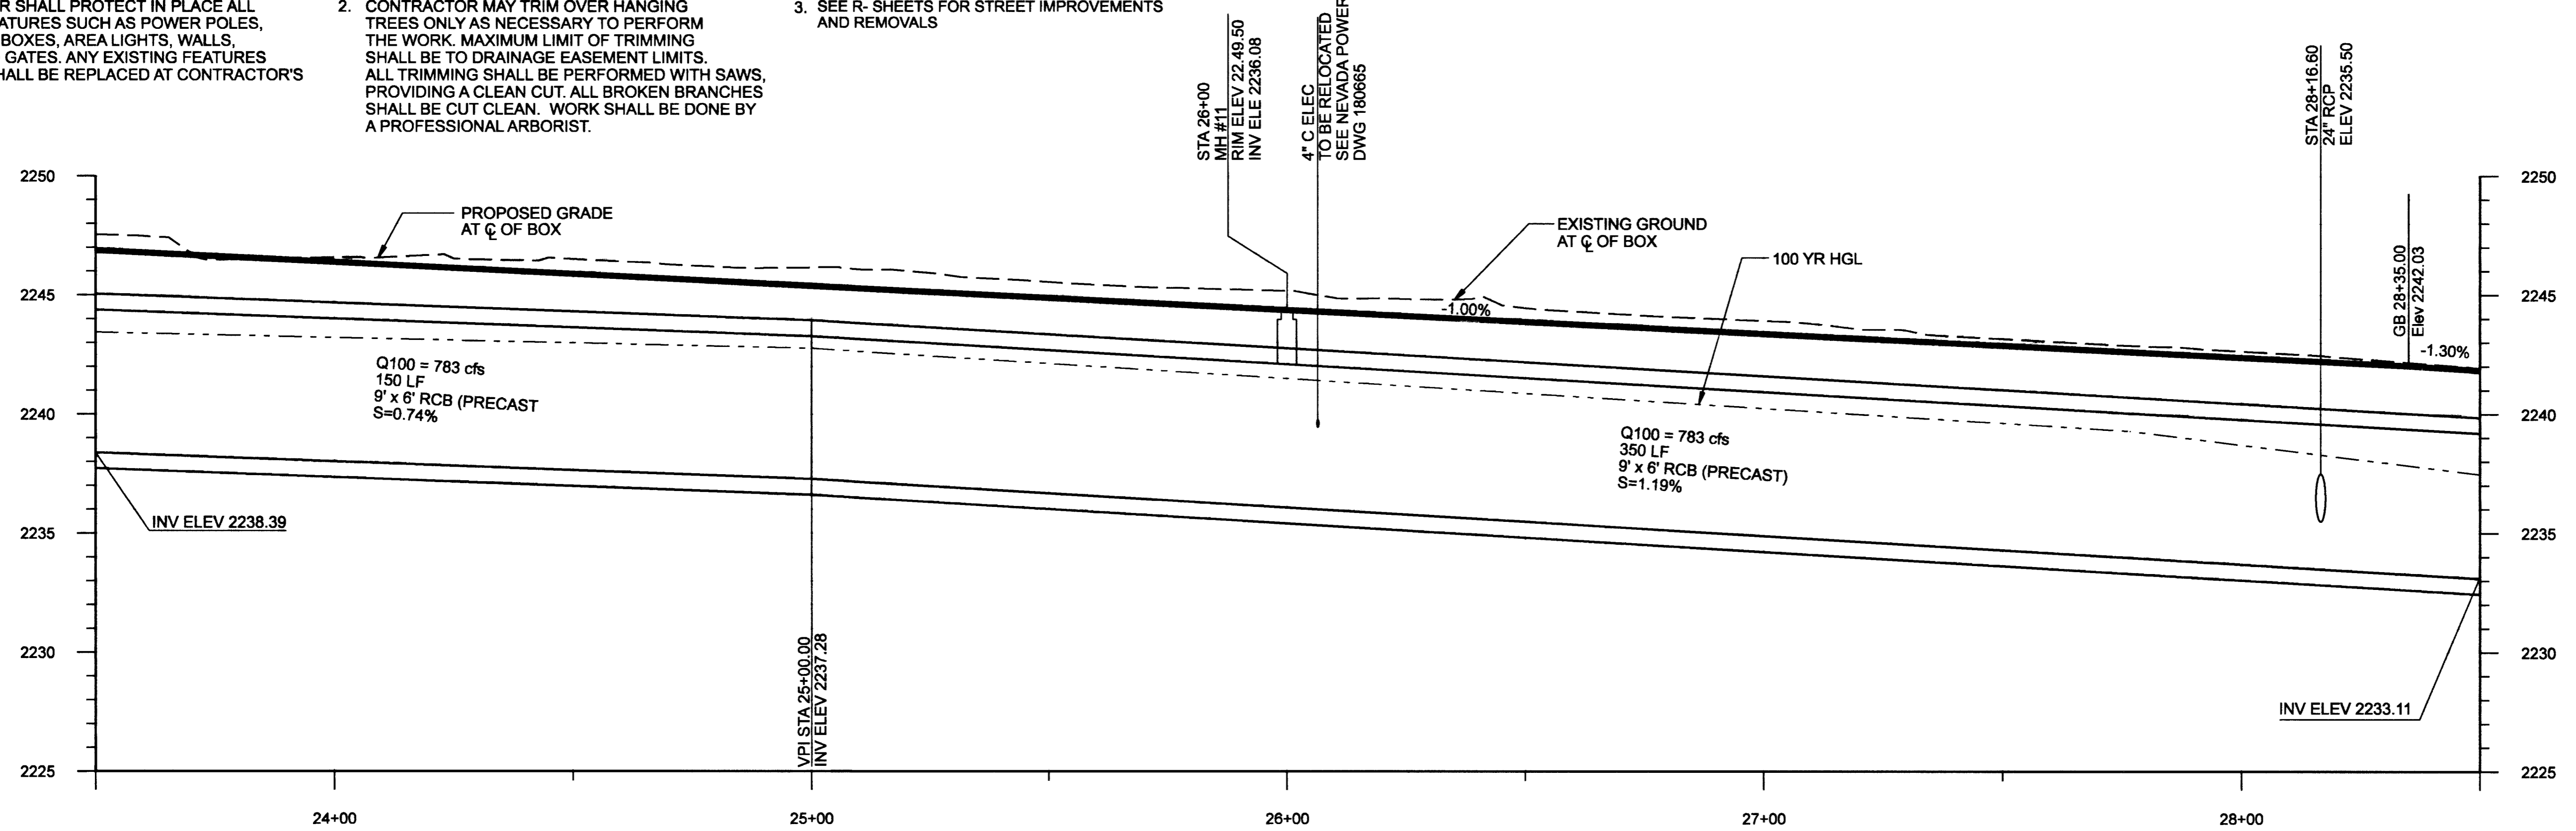 R SHALL PROTECT IN PLACE ALL
ATURES SUCH AS POWER POLES,
BOXES, AREA LIGHTS, WALLS,
GATES. ANY EXISTING FEATURES
HALL BE REPLACED AT CONTRACTOR'S
2. CONTRACTOR MAY TRIM OVER HANGING
TREES ONLY AS NECESSARY TO PERFORM
THE WORK. MAXIMUM LIMIT OF TRIMMING
SHALL BE TO DRAINAGE EASEMENT LIMITS.
ALL TRIMMING SHALL BE PERFORMED WITH SAWS,
PROVIDING A CLEAN CUT. ALL BROKEN BRANCHES
SHALL BE CUT CLEAN. WORK SHALL BE DONE BY
A PROFESSIONAL ARBORIST.
3. SEE R- SHEETS FOR STREET IMPROVEMENTS
AND REMOVALS
STA 26+00
MH #11
RIM ELEV 22.49.50
INV ELE 2236.08
4" C ELEC
TO BE RELOCATED
SEE NEVADA POWER
DWG 180665
STA 28+16.60
24" RCP
ELEV 2235.50
GB 28+35.00
Elev 2242.03
2250
2245
2240
2235
2230
2225
PROPOSED GRADE
AT ℄ OF BOX
EXISTING GROUND
AT ℄ OF BOX
100 YR HGL
-1.00%
-1.30%
Q100 = 783 cfs
150 LF
9' x 6' RCB (PRECAST
S=0.74%
Q100 = 783 cfs
350 LF
9' x 6' RCB (PRECAST)
S=1.19%
INV ELEV 2238.39
VPI STA 25+00.00
INV ELEV 2237.28
INV ELEV 2233.11
2250
2245
2240
2235
2230
2225
24+00
25+00
26+00
27+00
28+00